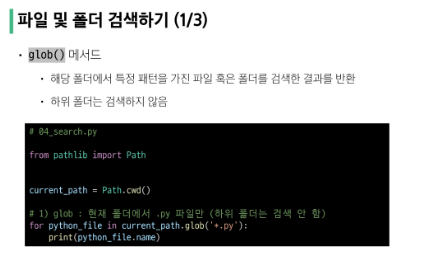 파일 및 폴더 검색하기 (1/3)
• glob() 메서드
• 해당 폴더에서 특정 패턴을 가진 파일 혹은 폴더를 검색한 결과를 반환
• 하위 폴더는 검색하지 않음
# 04_search.py
from pathlib import Path
current_path = Path.cwd()
# 1) glob : 현재 폴더에서 .py 파일만 (하위 폴더는 검색 안 함)
for python_file in current_path.glob('*.py'):
    print(python_file.name)